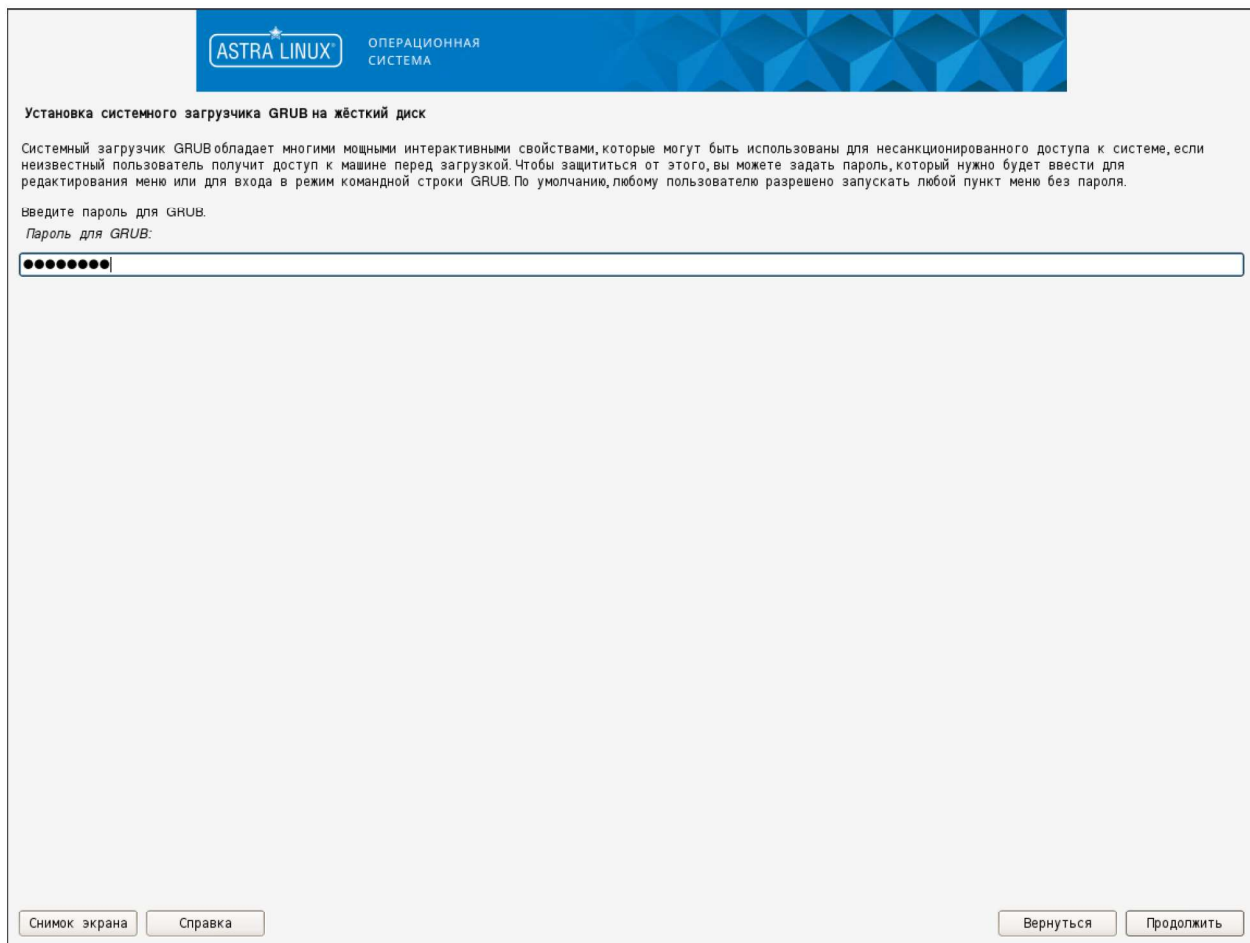 ASTRA LINUX®
ОПЕРАЦИОННАЯ
СИСТЕМА
Установка системного загрузчика GRUB на жёсткий диск
Системный загрузчик GRUB обладает многими мощными интерактивными свойствами, которые могут быть использованы для несанкционированного доступа к системе, если
неизвестный пользователь получит доступ к машине перед загрузкой. Чтобы защититься от этого, вы можете задать пароль, который нужно будет ввести для
редактирования меню или для входа в режим командной строки GRUB. По умолчанию, любому пользователю разрешено запускать любой пункт меню без пароля.
Введите пароль для GRUB.
Пароль для GRUB:
●●●●●●●●
Снимок экрана Справка Вернуться Продолжить